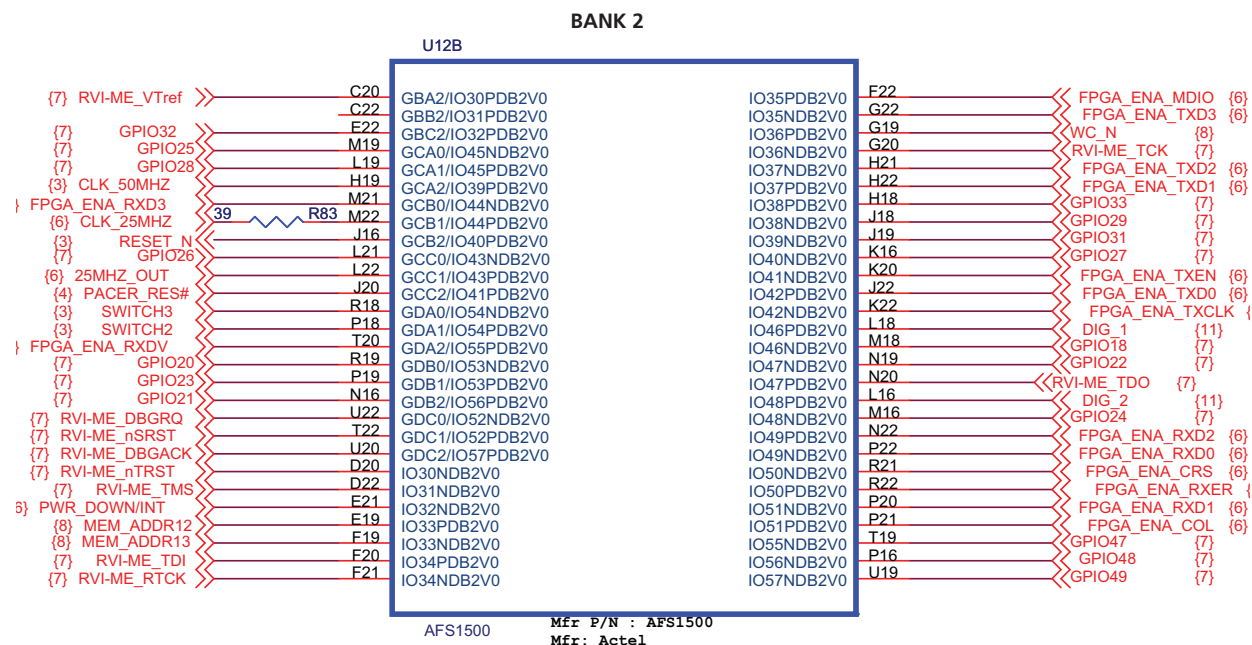 BANK 2
U12B
{7} RVI-ME_VTref C20 GBA2/IO30PDB2V0 IO35PDB2V0 F22 FPGA_ENA_MDIO {6}
C22 GBB2/IO31PDB2V0 IO35NDB2V0 G22 FPGA_ENA_TXD3 {6}
{7} GPIO32 E22 GBC2/IO32PDB2V0 IO36PDB2V0 G19 WC_N {8}
{7} GPIO25 M19 GCA0/IO45NDB2V0 IO36NDB2V0 G20 RVI-ME_TCK {7}
{7} GPIO28 L19 GCA1/IO45PDB2V0 IO37NDB2V0 H21 FPGA_ENA_TXD2 {6}
{3} CLK_50MHZ H19 GCA2/IO39PDB2V0 IO37PDB2V0 H22 FPGA_ENA_TXD1 {6}
} FPGA_ENA_RXD3 M21 GCB0/IO44NDB2V0 IO38PDB2V0 H18 GPIO33 {7}
{6} CLK_25MHZ 39 R83 M22 GCB1/IO44PDB2V0 IO38NDB2V0 J18 GPIO29 {7}
{3} RESET_N J16 GCB2/IO40PDB2V0 IO39NDB2V0 J19 GPIO31 {7}
{7} GPIO26 L21 GCC0/IO43NDB2V0 IO40NDB2V0 K16 GPIO27 {7}
{6} 25MHZ_OUT L22 GCC1/IO43PDB2V0 IO41NDB2V0 K20 FPGA_ENA_TXEN {6}
{4} PACER_RES# J20 GCC2/IO41PDB2V0 IO42PDB2V0 J22 FPGA_ENA_TXD0 {6}
{3} SWITCH3 R18 GDA0/IO54NDB2V0 IO42NDB2V0 K22 FPGA_ENA_TXCLK {
{3} SWITCH2 P18 GDA1/IO54PDB2V0 IO46PDB2V0 L18 DIG_1 {11}
} FPGA_ENA_RXDV T20 GDA2/IO55PDB2V0 IO46NDB2V0 M18 GPIO18 {7}
{7} GPIO20 R19 GDB0/IO53NDB2V0 IO47NDB2V0 N19 GPIO22 {7}
{7} GPIO23 P19 GDB1/IO53PDB2V0 IO47PDB2V0 N20 RVI-ME_TDO {7}
{7} GPIO21 N16 GDB2/IO56PDB2V0 IO48PDB2V0 L16 DIG_2 {11}
{7} RVI-ME_DBGRQ U22 GDC0/IO52NDB2V0 IO48NDB2V0 M16 GPIO24 {7}
{7} RVI-ME_nSRST T22 GDC1/IO52PDB2V0 IO49PDB2V0 N22 FPGA_ENA_RXD2 {6}
{7} RVI-ME_DBGACK U20 GDC2/IO57PDB2V0 IO49NDB2V0 P22 FPGA_ENA_RXD0 {6}
{7} RVI-ME_nTRST D20 IO30NDB2V0 IO50NDB2V0 R21 FPGA_ENA_CRS {6}
{7} RVI-ME_TMS D22 IO31NDB2V0 IO50PDB2V0 R22 FPGA_ENA_RXER {
6} PWR_DOWN/INT E21 IO32NDB2V0 IO51NDB2V0 P20 FPGA_ENA_RXD1 {6}
{8} MEM_ADDR12 E19 IO33PDB2V0 IO51PDB2V0 P21 FPGA_ENA_COL {6}
{8} MEM_ADDR13 F19 IO33NDB2V0 IO55NDB2V0 T19 GPIO47 {7}
{7} RVI-ME_TDI F20 IO34PDB2V0 IO56NDB2V0 P16 GPIO48 {7}
{7} RVI-ME_RTCK F21 IO34NDB2V0 IO57NDB2V0 U19 GPIO49 {7}
AFS1500 Mfr P/N : AFS1500
Mfr: Actel